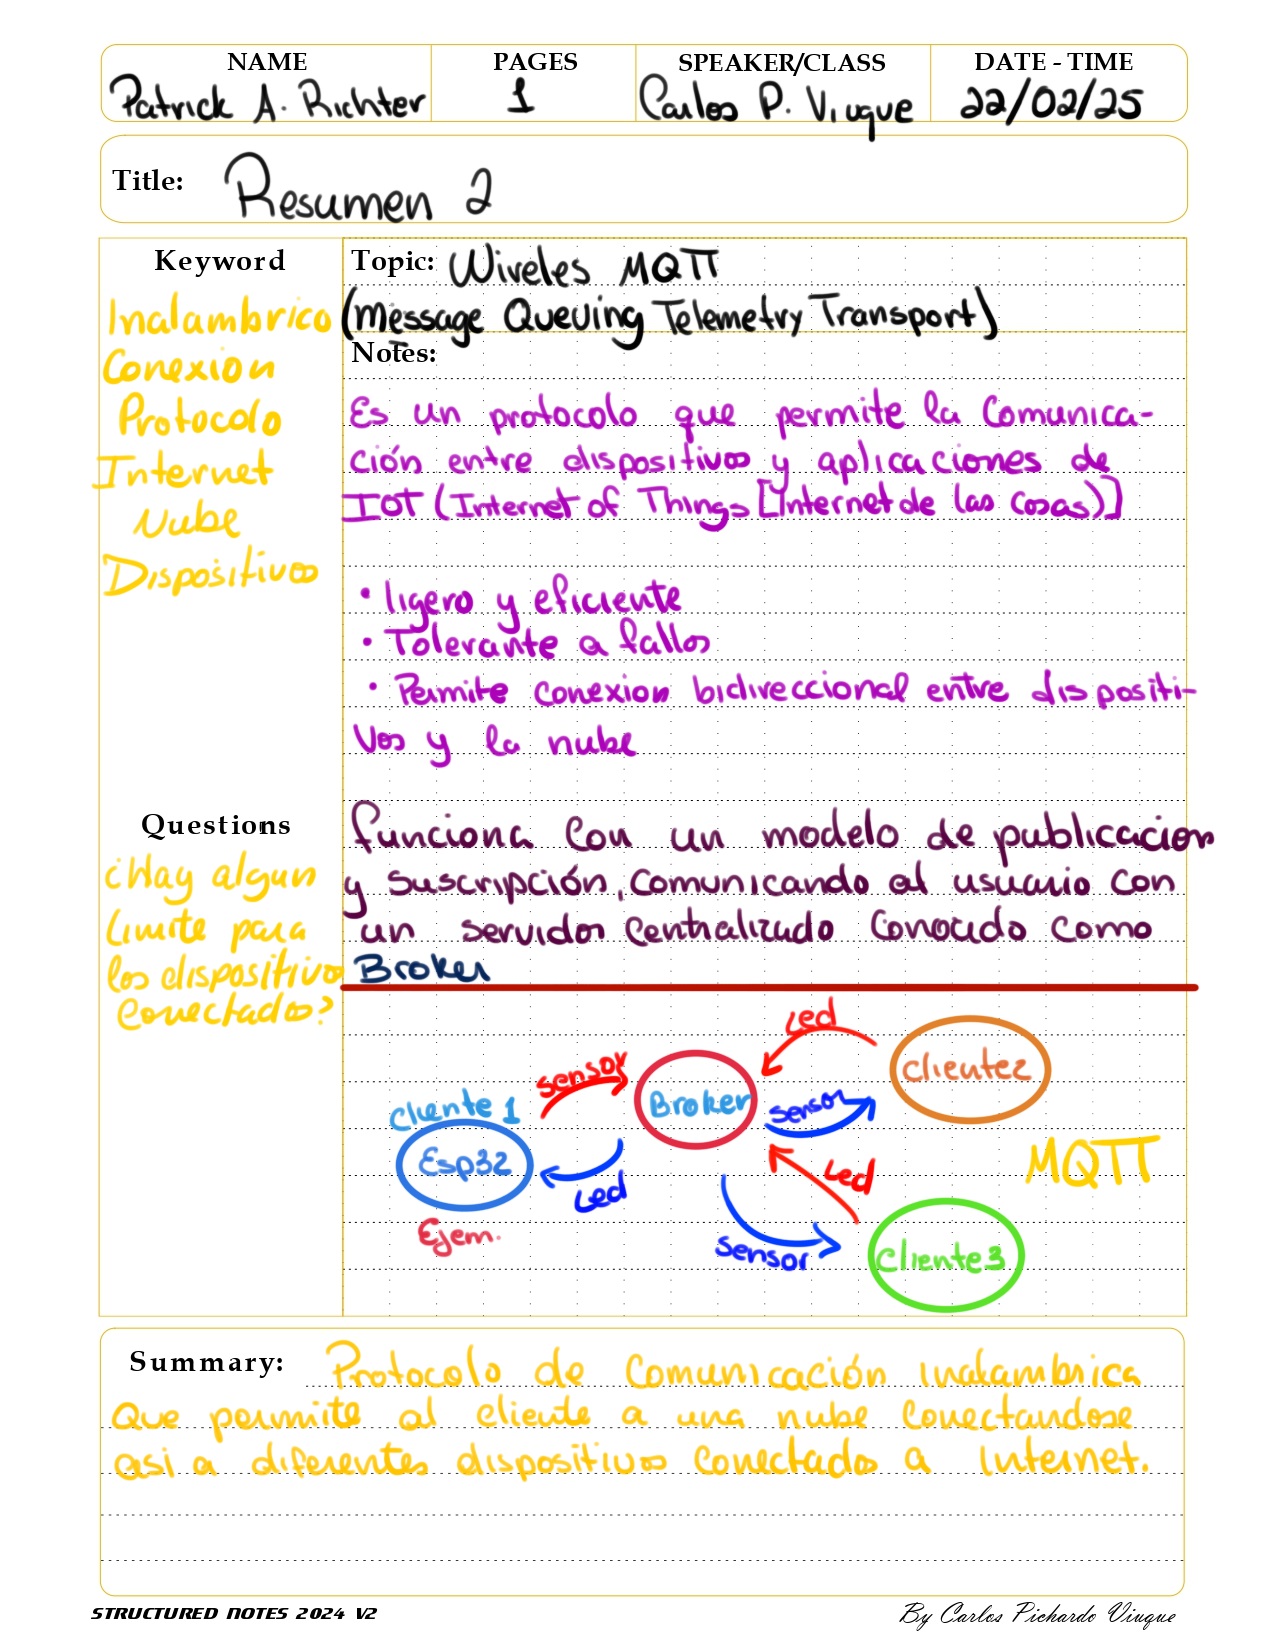 NAME
PAGES
SPEAKER/CLASS
DATE - TIME
Patrick A. Richter
1
Carlos P. Viuque
22/02/25
Title: Resumen 2
Keyword
Inalambrico
Conexion
Protocolo
Internet
Nube
Dispositivos
Topic: Wireles MQTT
(Message Queuing Telemetry Transport)
Notes:
Es un protocolo que permite la Comunica-
ción entre dispositivos y aplicaciones de
IOT (Internet of Things [Internet de las cosas)]
• ligero y eficiente
• Tolerante a fallos
• Permite conexion bidireccional entre dispositi-
vos y la nube
Questions
¿Hay algun
limite para
los dispositivos
conectados?
funciona con un modelo de publicacion
y suscripción, comunicando al usuario con
un servidor centralizado conocido como
Broker
Led
Cliente2
sensor
Broker
sensor
Cliente 1
Esp32
Led
Led
MQTT
Ejem.
sensor
Cliente3
Summary: Protocolo de comunicación inalambrica
Que permite al cliente a una nube conectandose
asi a diferentes dispositivos conectados a Internet.
STRUCTURED NOTES 2024 V2
By Carlos Pichardo Viuque